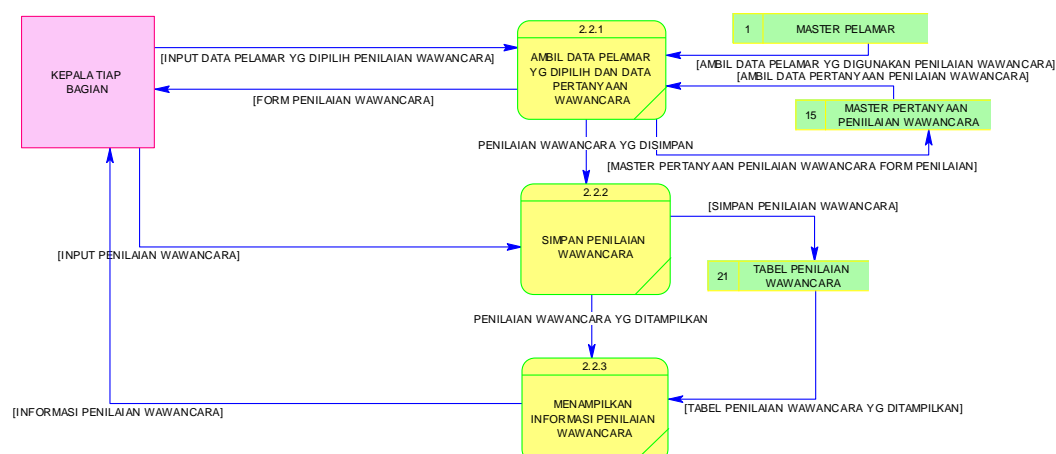 2.2.1
1 MASTER PELAMAR
[INPUT DATA PELAMAR YG DIPILIH PENILAIAN WAWANCARA]
AMBIL DATA PELAMAR
YG DIPILIH DAN DATA
PERTANYAAN
WAWANCARA
[AMBIL DATA PELAMAR YG DIGUNAKAN PENILAIAN WAWANCARA]
[AMBIL DATA PERTANYAAN PENILAIAN WAWANCARA]
KEPALA TIAP
BAGIAN
[FORM PENILAIAN WAWANCARA]
15 MASTER PERTANYAAN
PENIILAIAN WAWANCARA
PENILAIAN WAWANCARA YG DISIMPAN
[MASTER PERTANYAAN PENILAIAN WAWANCARA FORM PENILAIAN]
2.2.2
[SIMPAN PENILAIAN WAWANCARA]
SIMPAN PENILAIAN
WAWANCARA
[INPUT PENILAIAN WAWANCARA]
21 TABEL PENILAIAN
WAWANCARA
PENILAIAN WAWANCARA YG DITAMPILKAN
2.2.3
MENAMPILKAN
INFORMASI PENILAIAN
WAWANCARA
[INFORMASI PENILAIAN WAWANCARA]
[TABEL PENILAIAN WAWANCARA YG DITAMPILKAN]